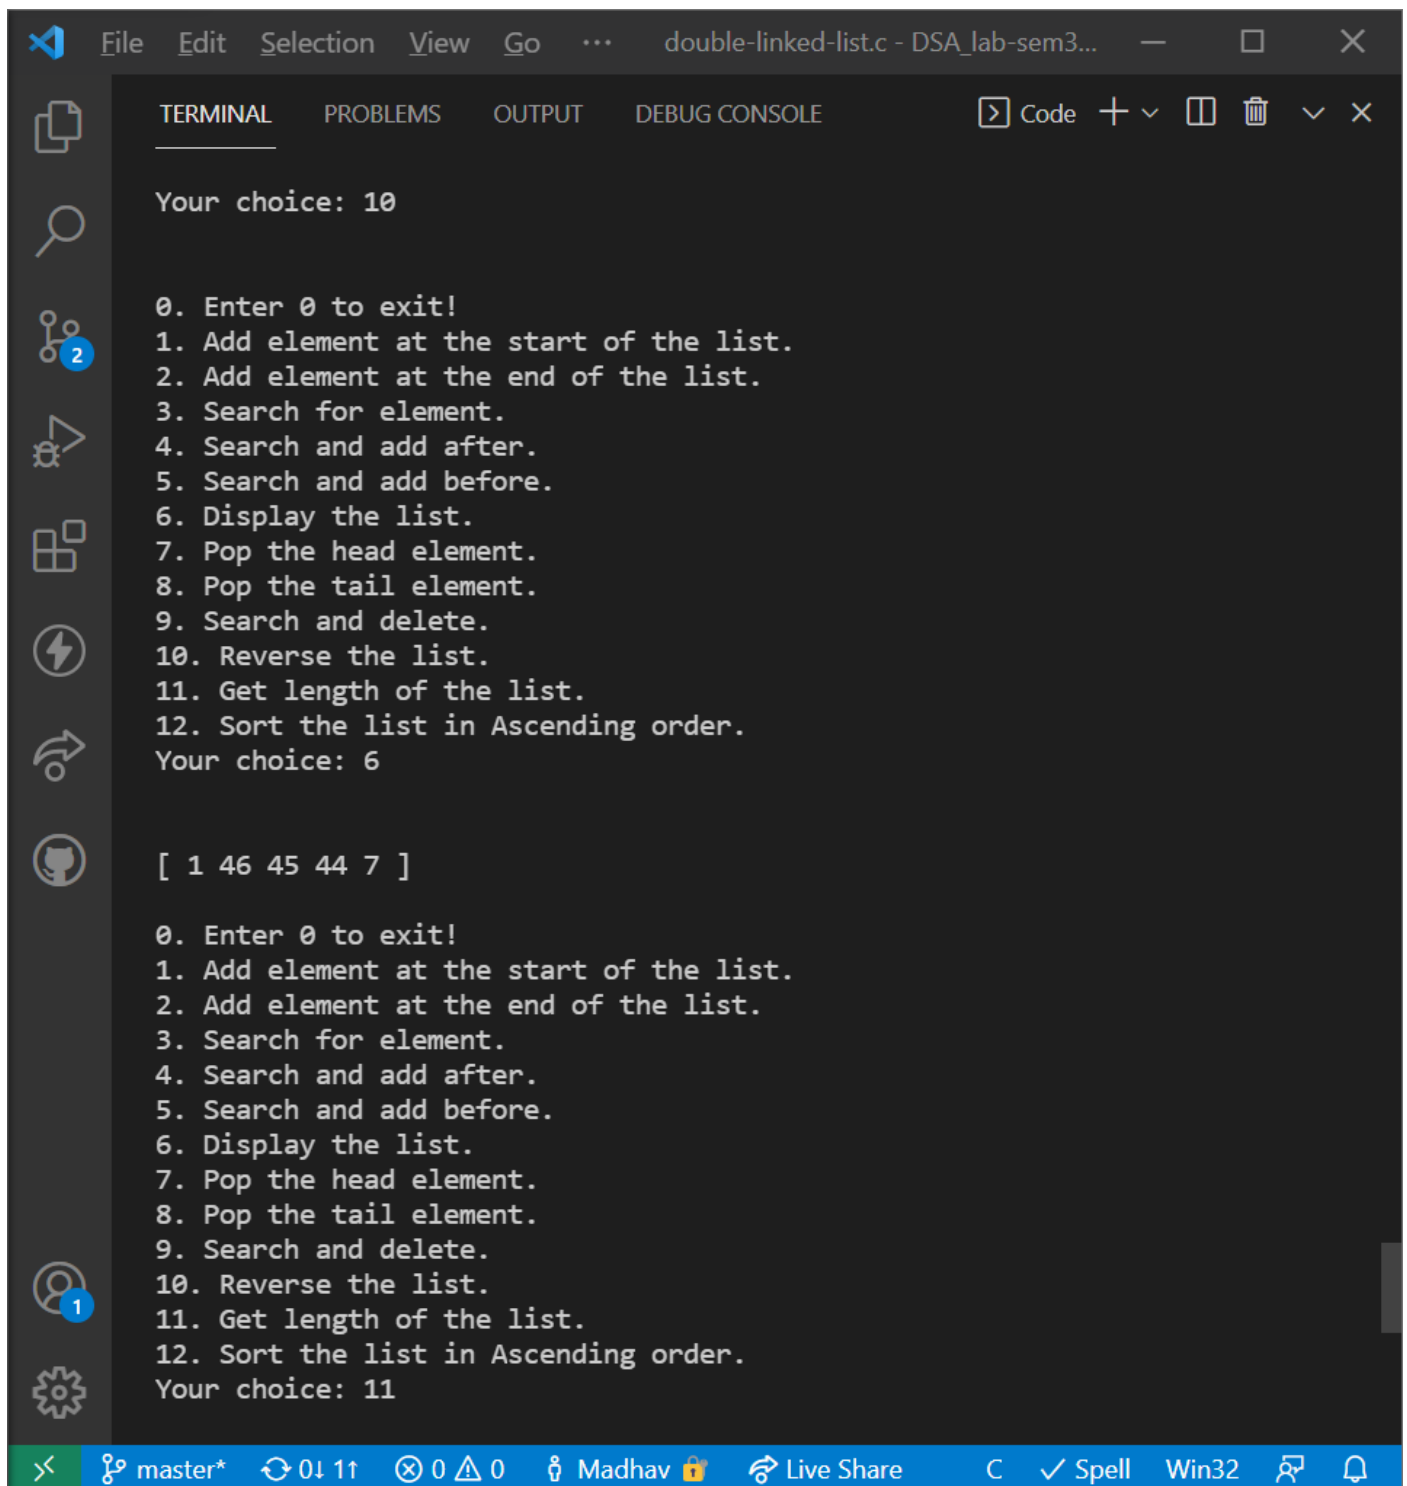 File Edit Selection View Go ··· double-linked-list.c - DSA_lab-sem3...
TERMINAL PROBLEMS OUTPUT DEBUG CONSOLE Code
Your choice: 10
0. Enter 0 to exit!
1. Add element at the start of the list.
2. Add element at the end of the list.
3. Search for element.
4. Search and add after.
5. Search and add before.
6. Display the list.
7. Pop the head element.
8. Pop the tail element.
9. Search and delete.
10. Reverse the list.
11. Get length of the list.
12. Sort the list in Ascending order.
Your choice: 6
[ 1 46 45 44 7 ]
0. Enter 0 to exit!
1. Add element at the start of the list.
2. Add element at the end of the list.
3. Search for element.
4. Search and add after.
5. Search and add before.
6. Display the list.
7. Pop the head element.
8. Pop the tail element.
9. Search and delete.
10. Reverse the list.
11. Get length of the list.
12. Sort the list in Ascending order.
Your choice: 11
2
1
master* 0↓ 1↑ 0 0 Madhav Live Share C Spell Win32